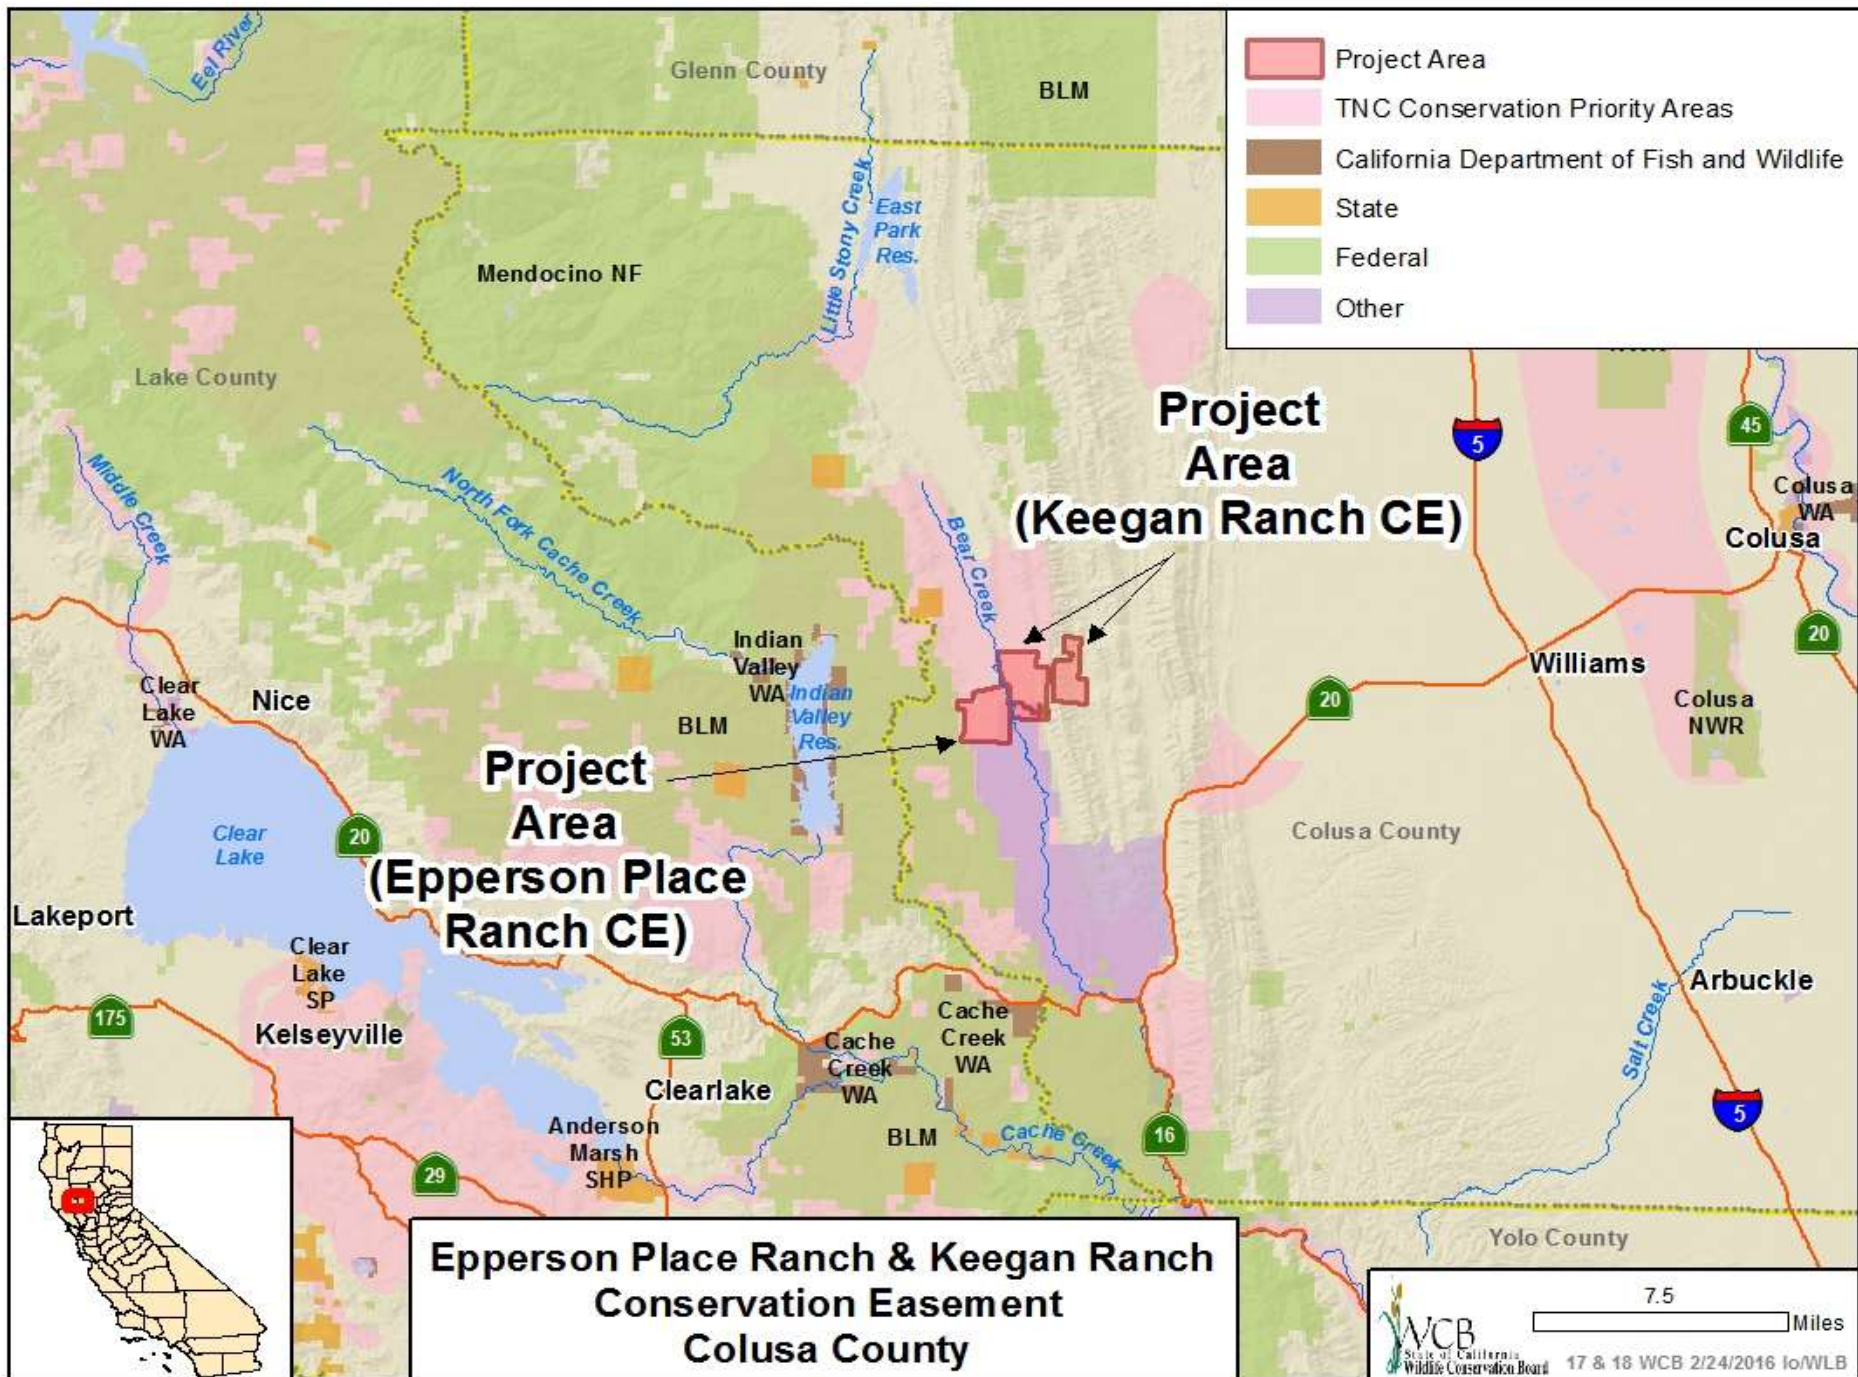 Eel River
Glenn County
BLM
Project Area
TNC Conservation Priority Areas
California Department of Fish and Wildlife
State
Federal
Other
Little Stony Creek
East
Park
Res.
Mendocino NF
Lake County
Project
Area
(Keegan Ranch CE)
5
45
Colusa
WA
Colusa
Middle Creek
North Fork Cache Creek
Bear Creek
20
Williams
20
Colusa
NWR
Indian
Valley
WA
Indian
Valley
Res.
BLM
Clear
Lake
WA
Nice
Project
Area
(Epperson Place
Ranch CE)
Clear
Lake
20
Colusa County
Lakeport
Clear
Lake
SP
Kelseyville
175
53
Clearlake
Cache
Creek
WA
Cache
Creek
WA
Arbuckle
Salt Creek
5
Anderson
Marsh
SHP
BLM
Cache Creek
16
29
Yolo County
Epperson Place Ranch & Keegan Ranch
Conservation Easement
Colusa County
7.5
Miles
WCB
State of California
Wildlife Conservation Board
17 & 18 WCB 2/24/2016 lo/WLB